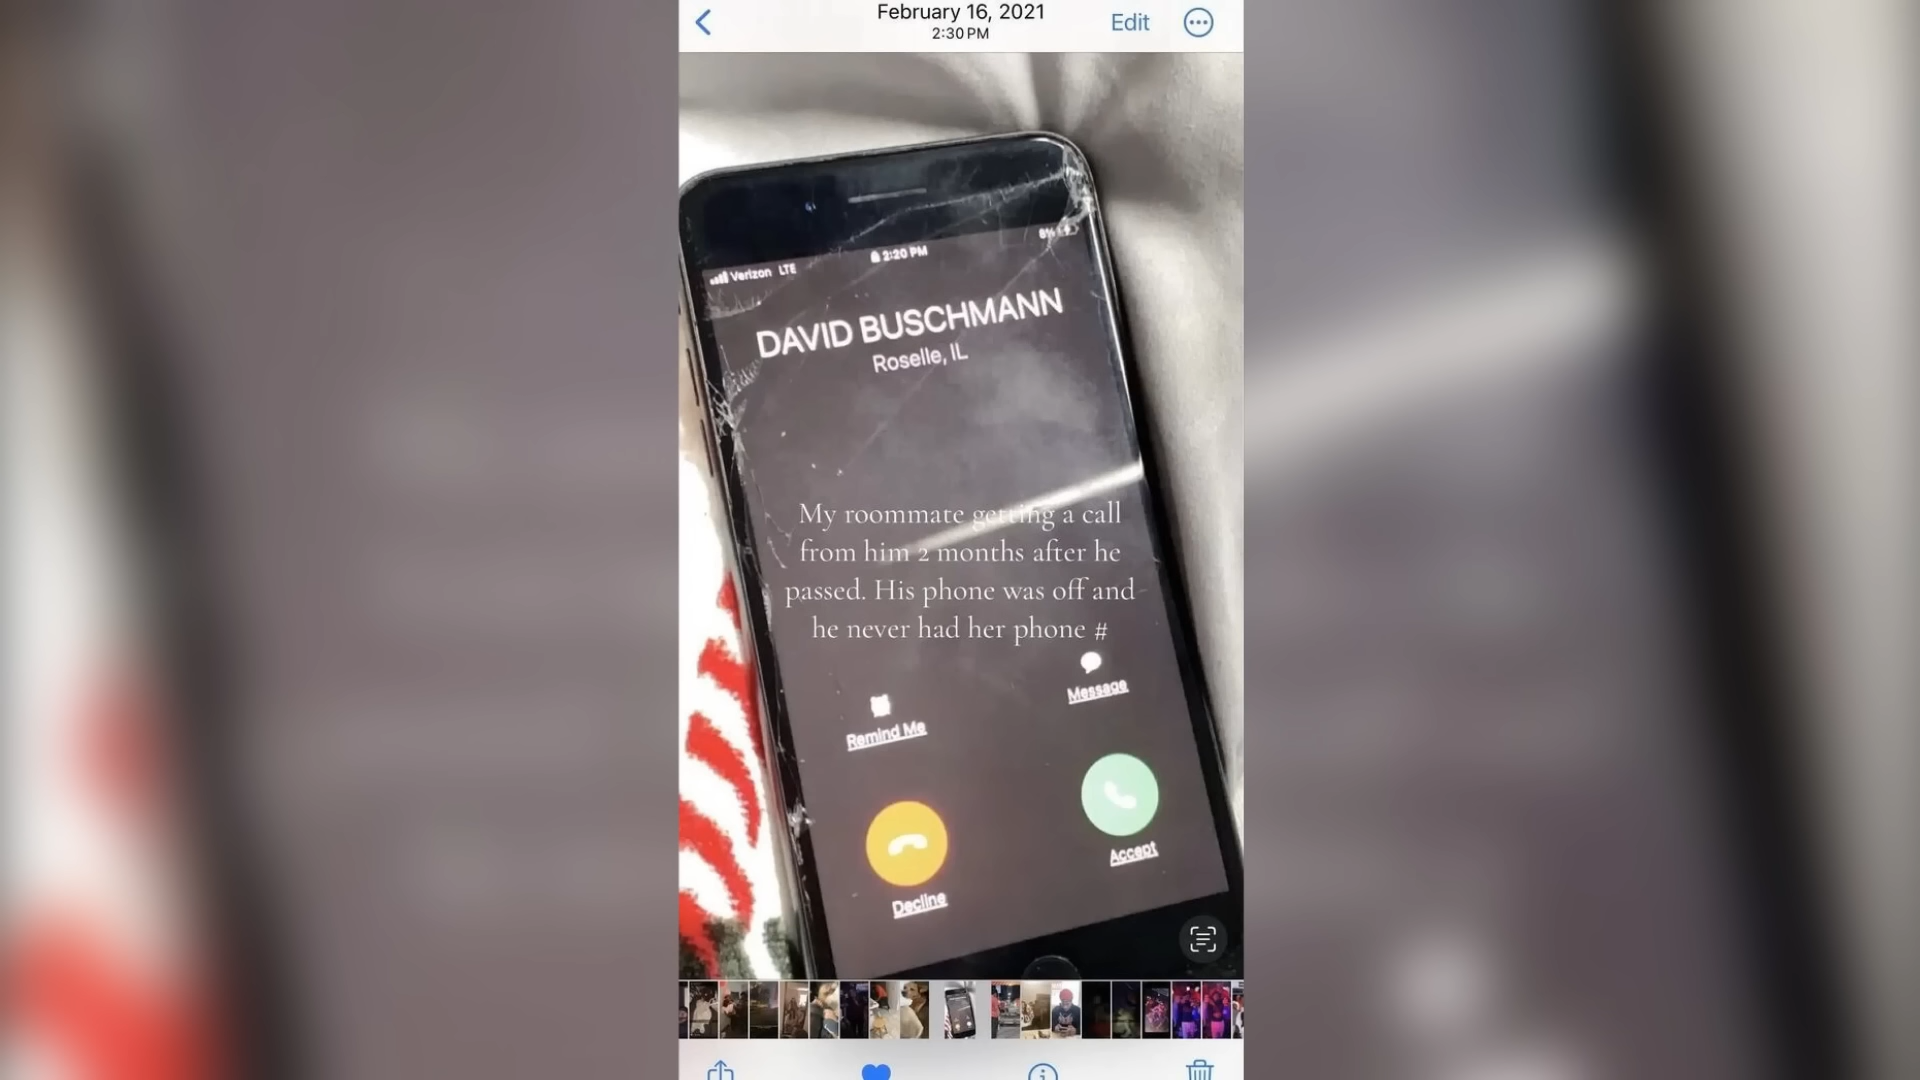 February 16, 2021
2:30 PM
Edit
Verizon LTE
2:20 PM
8%
DAVID BUSCHMANN
Roselle, IL
My roommate getting a call
from him 2 months after he
passed. His phone was off and
he never had her phone #
Message
Remind Me
Accept
Decline